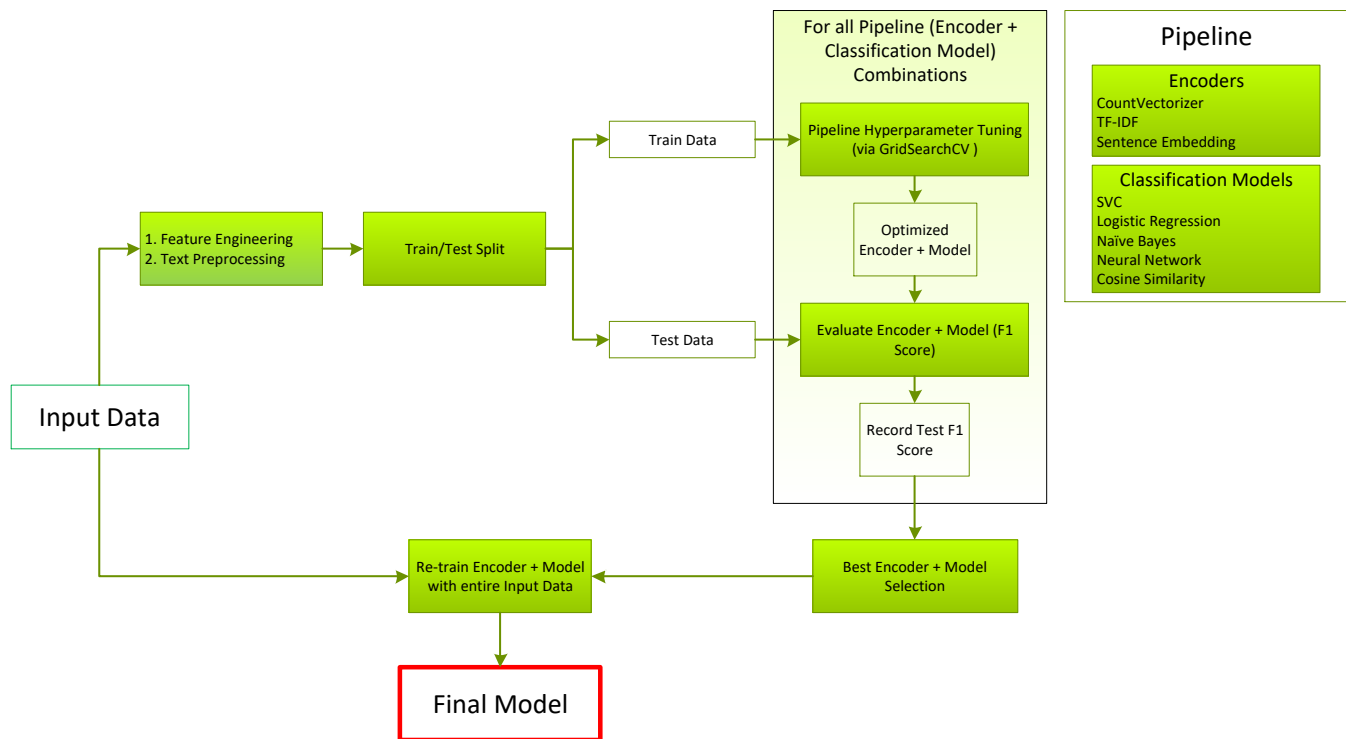 For all Pipeline (Encoder +
Classification Model)
Combinations
Pipeline
Encoders
CountVectorizer
TF-IDF
Sentence Embedding
Classification Models
SVC
Logistic Regression
Naïve Bayes
Neural Network
Cosine Similarity
Train Data
Pipeline Hyperparameter Tuning
(via GridSearchCV )
1. Feature Engineering
2. Text Preprocessing
Train/Test Split
Optimized
Encoder + Model
Test Data
Evaluate Encoder + Model (F1
Score)
Input Data
Record Test F1
Score
Re-train Encoder + Model
with entire Input Data
Best Encoder + Model
Selection
Final Model